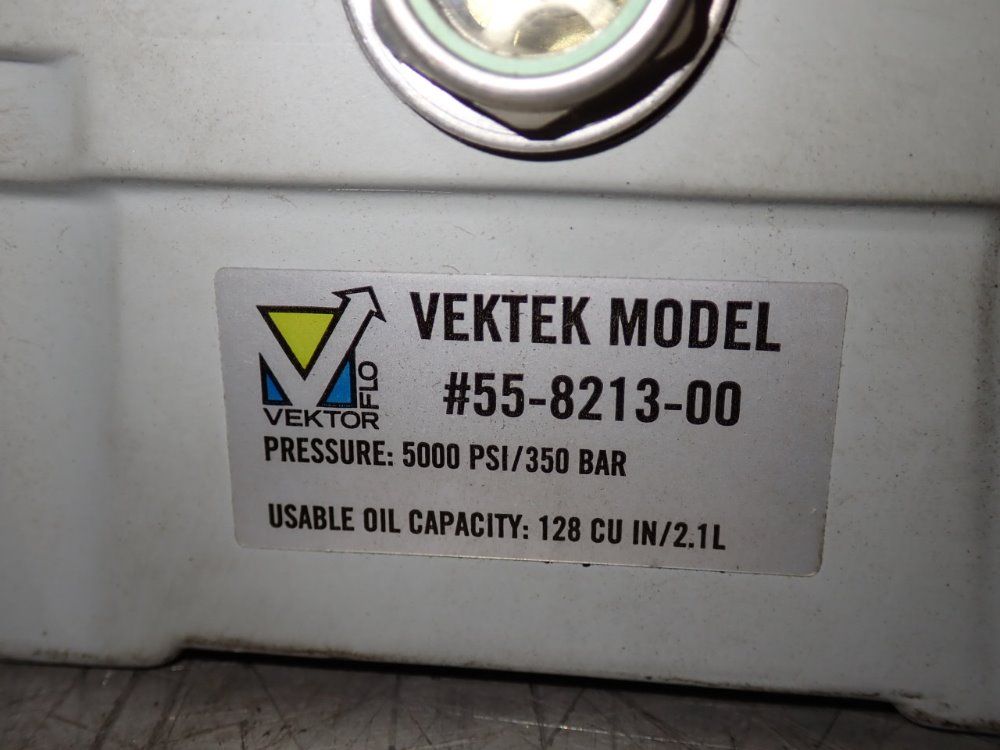 VEKTEK MODEL
#55-8213-00
VEKTOR
FLO
PRESSURE: 5000 PSI/350 BAR
USABLE OIL CAPACITY: 128 CU IN/2.1L